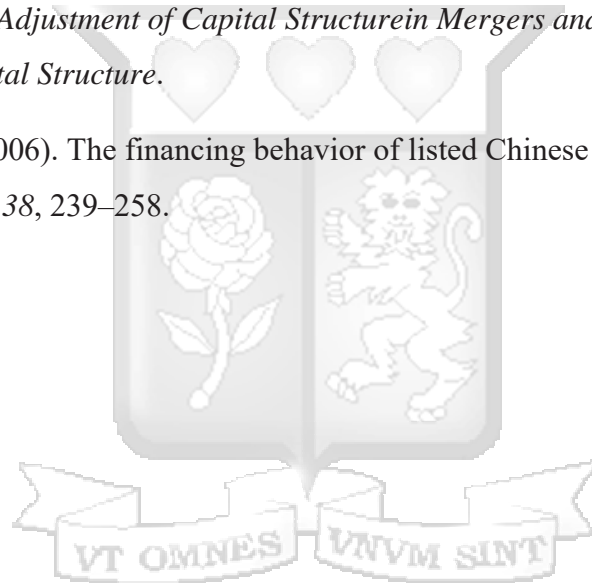 Adjustment of Capital Structurein Mergers and
tal Structure.
006). The financing behavior of listed Chinese
38, 239–258.
VT OMNES VNVM SINT